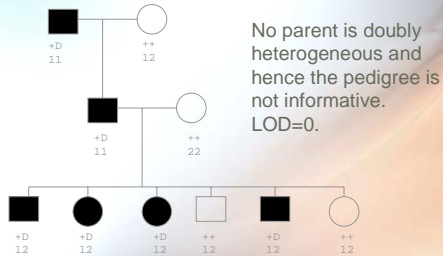 No parent is doubly
heterogeneous and
hence the pedigree is
not informative.
LOD=0.
+D ++
11 12
+D ++
11 22
+D +D +D ++ +D ++
12 12 12 12 12 12